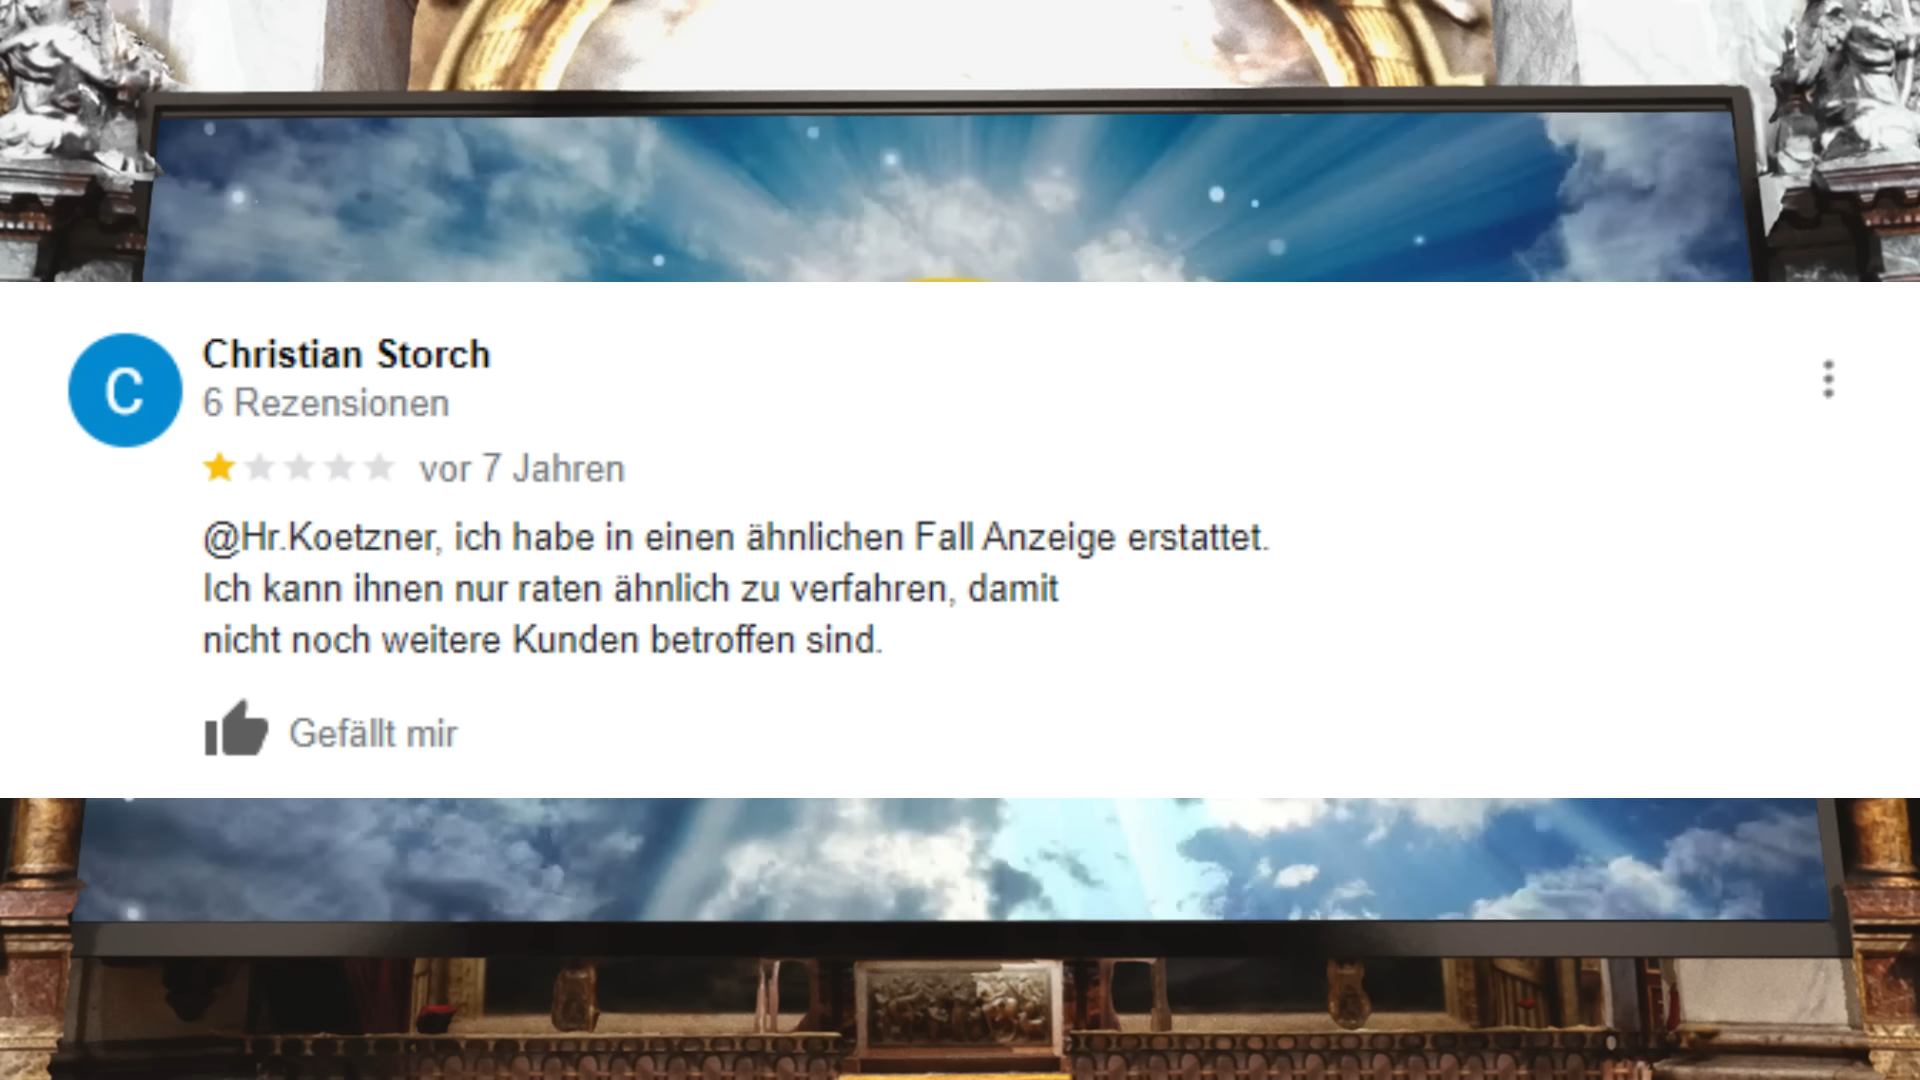 C
Christian Storch
6 Rezensionen
vor 7 Jahren
@Hr.Koetzner, ich habe in einen ähnlichen Fall Anzeige erstattet.
Ich kann ihnen nur raten ähnlich zu verfahren, damit
nicht noch weitere Kunden betroffen sind.
Gefällt mir